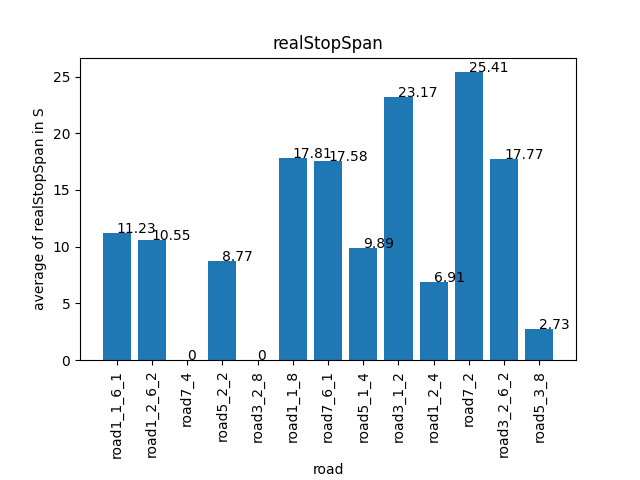 realStopSpan
average of realStopSpan in S
25
20
15
10
5
0
11.23
10.55
0
8.77
0
17.81
17.58
9.89
23.17
6.91
25.41
17.77
2.73
road1_1_6_1
road1_2_6_2
road7_4
road5_2_2
road3_2_8
road1_1_8
road7_6_1
road5_1_4
road3_1_2
road1_2_4
road7_2
road3_2_6_2
road5_3_8
road